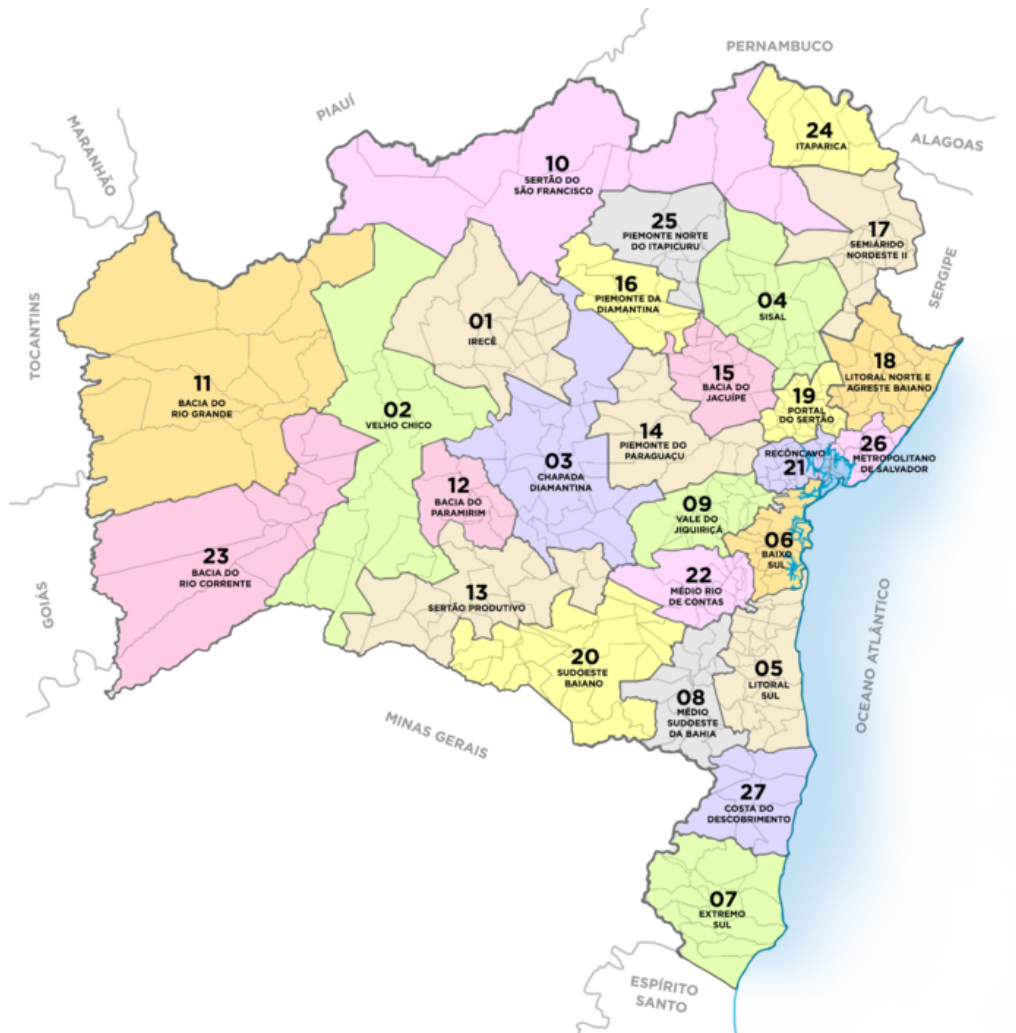 PERNAMBUCO
PIAUÍ
MARANHÃO
24
ITAPARICA
ALAGOAS
10
SERTÃO DO
SÃO FRANCISCO
25
PIEMONTE NORTE
DO ITAPICURU
17
SEMIÁRIDO
NORDESTE II
SERGIPE
16
PIEMONTE DA
DIAMANTINA
04
SISAL
TOCANTINS
01
IRECÊ
18
LITORAL NORTE E
AGRESTE BAIANO
15
BACIA DO
JACUÍPE
11
BACIA DO
RIO GRANDE
02
VELHO CHICO
19
PORTAL
DO SERTÃO
14
PIEMONTE DO
PARAGUAÇU
26
METROPOLITANO
DE SALVADOR
RECÔNCAVO
21
03
CHAPADA
DIAMANTINA
12
BACIA DO
PARAMIRIM
09
VALE DO
JIQUIRIÇÁ
06
BAIXO
SUL
23
BACIA DO
RIO CORRENTE
22
MÉDIO RIO
DE CONTAS
13
SERTÃO PRODUTIVO
GOIÁS
OCEANO ATLÂNTICO
20
SUDOESTE
BAIANO
05
LITORAL
SUL
08
MÉDIO
SUDOESTE
DA BAHIA
MINAS GERAIS
27
COSTA DO
DESCOBRIMENTO
07
EXTREMO
SUL
ESPÍRITO
SANTO